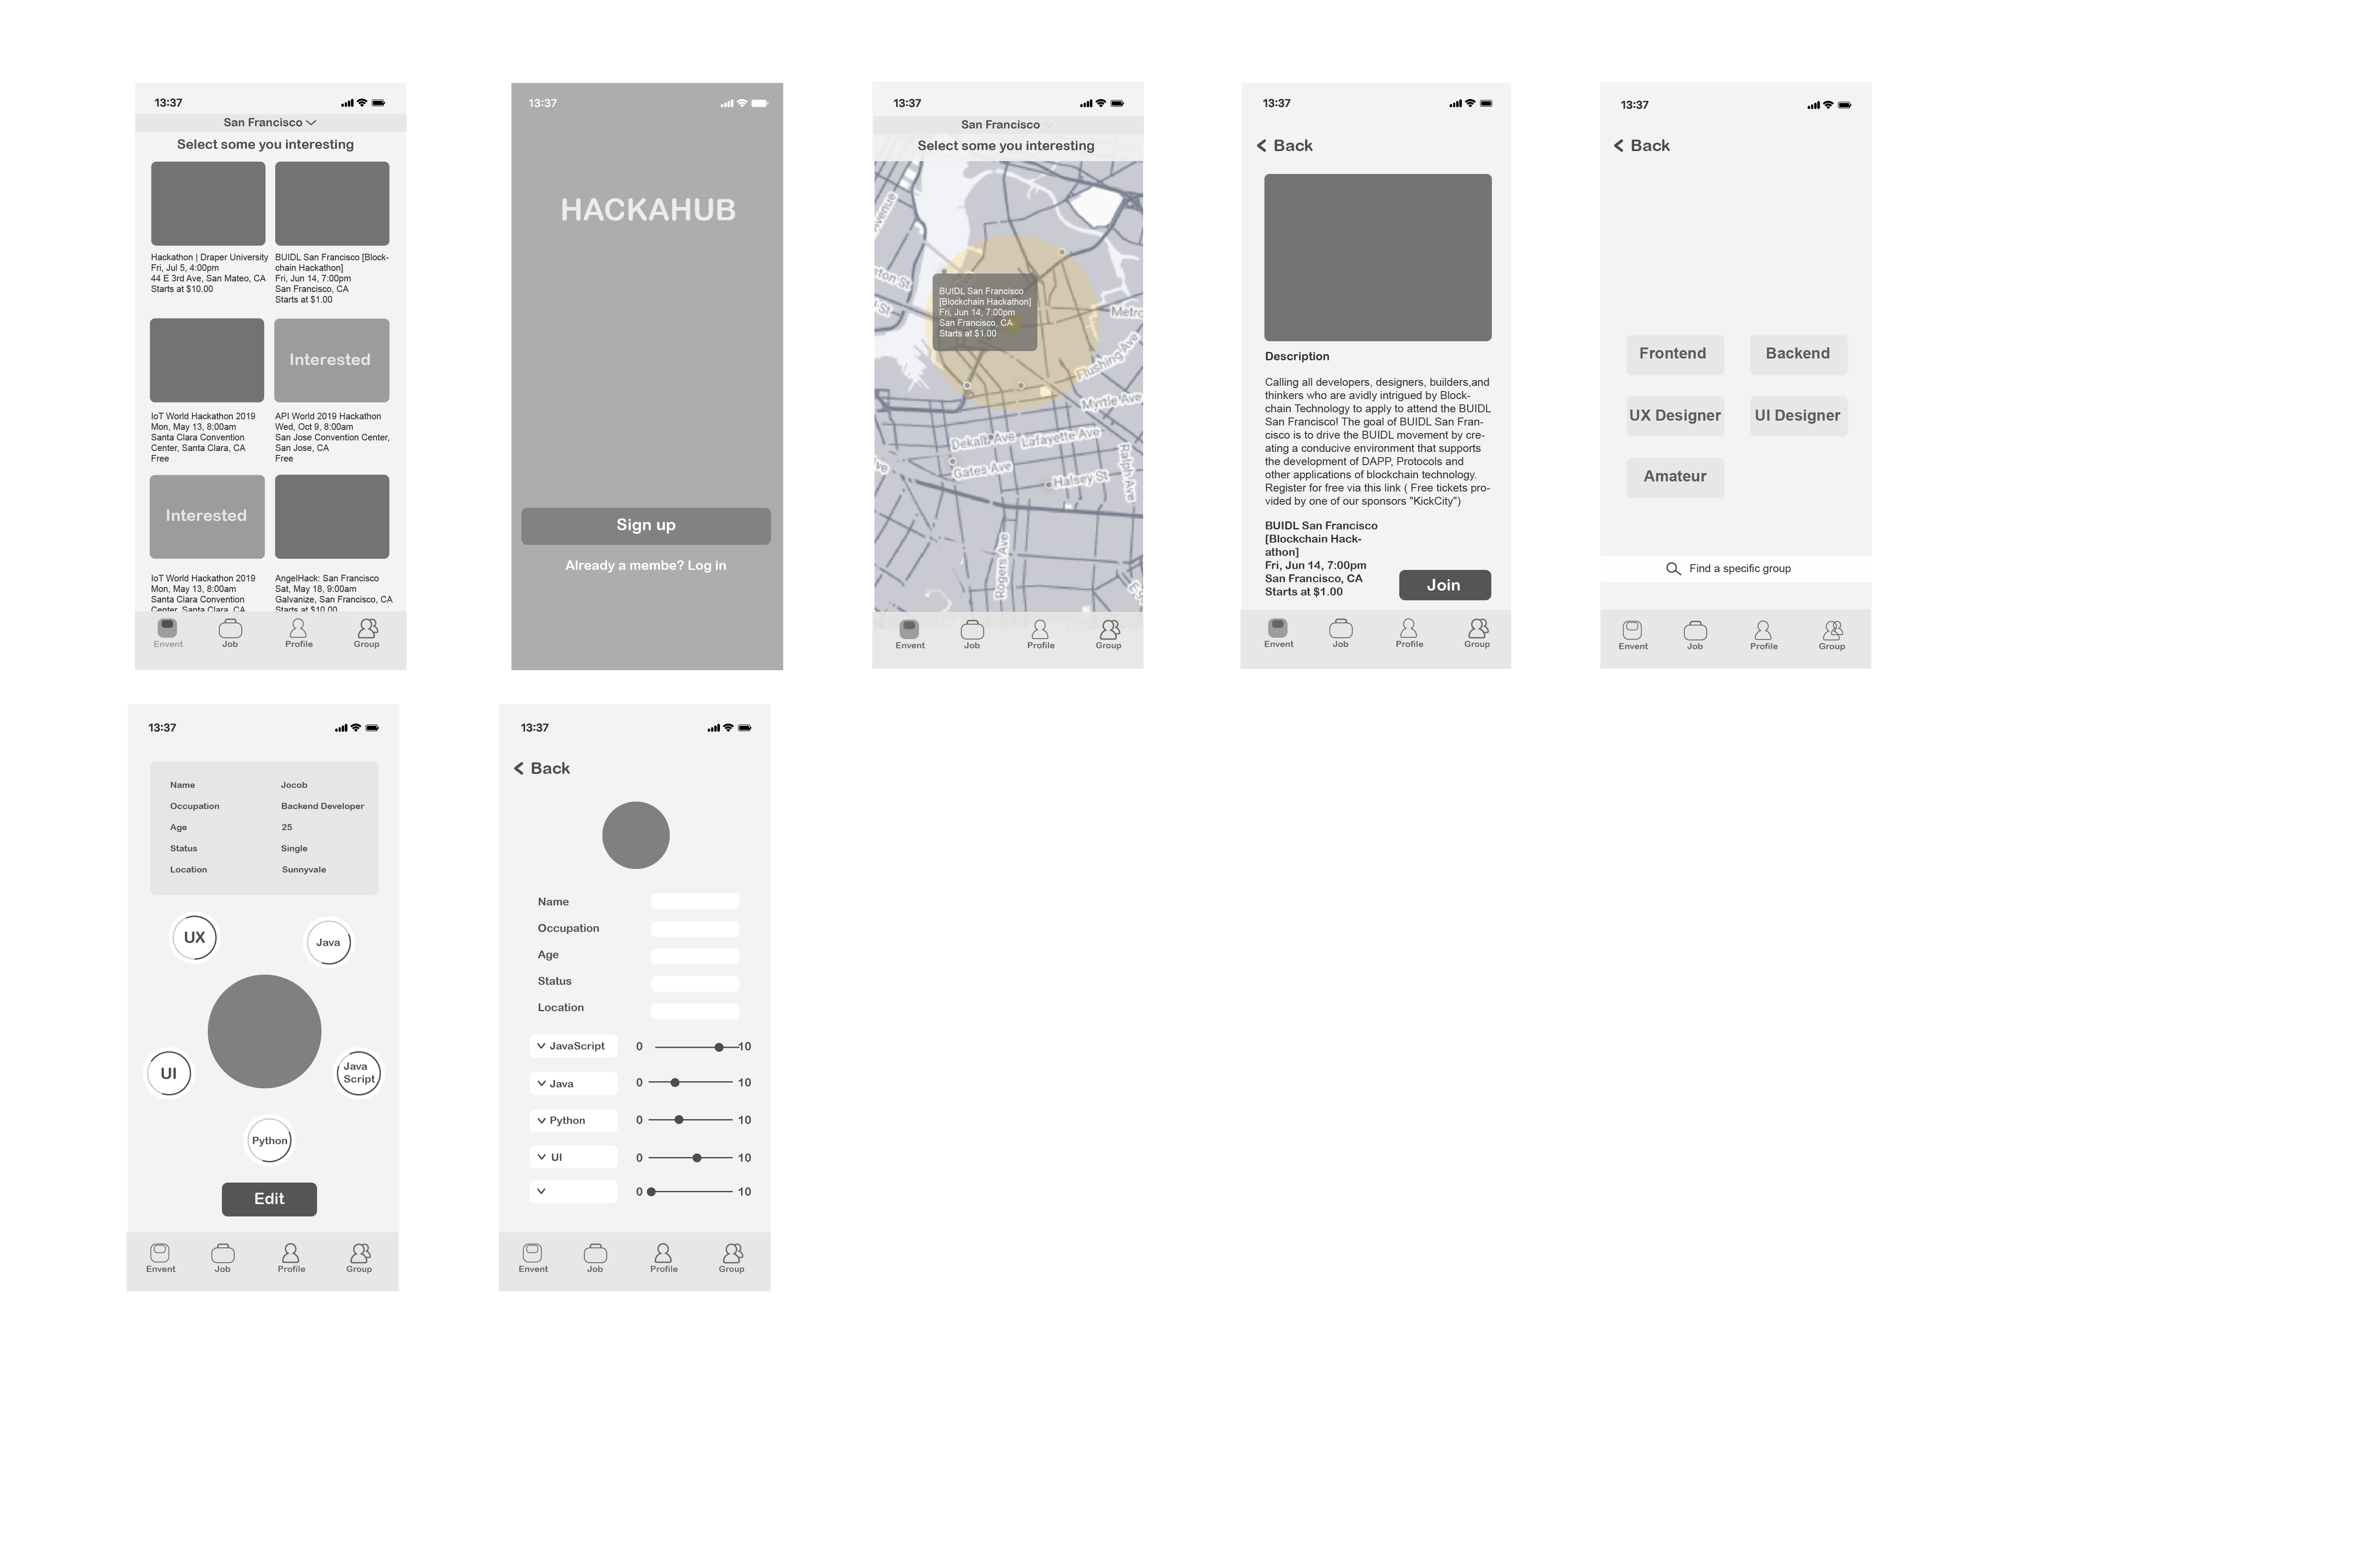 13:37
San Francisco
Select some you interesting
Hackathon | Draper University
Fri, Jul 5, 4:00pm
44 E 3rd Ave, San Mateo, CA
Starts at $10.00
BUIDL San Francisco [Block-
chain Hackathon]
Fri, Jun 14, 7:00pm
San Francisco, CA
Starts at $1.00
Interested
IoT World Hackathon 2019
Mon, May 13, 8:00am
Santa Clara Convention
Center, Santa Clara, CA
Free
API World 2019 Hackathon
Wed, Oct 9, 8:00am
San Jose Convention Center,
San Jose, CA
Free
Interested
IoT World Hackathon 2019
Mon, May 13, 8:00am
Santa Clara Convention
Center, Santa Clara, CA
AngelHack: San Francisco
Sat, May 18, 9:00am
Galvanize, San Francisco, CA
Starts at $10.00
Envent
Job
Profile
Group
13:37
HACKAHUB
Sign up
Already a membe? Log in
13:37
San Francisco
Select some you interesting
Avenue
BUIDL San Francisco
[Blockchain Hackathon]
Fri, Jun 14, 7:00pm
San Francisco, CA
Starts at $1.00
Flushing Ave
Myrtle Ave
Dekalb Ave
Lafayette Ave
Gates Ave
Halsey St
Ralph Ave
Rogers Ave
Envent
Job
Profile
Group
13:37
Back
Description
Calling all developers, designers, builders,and
thinkers who are avidly intrigued by Block-
chain Technology to apply to attend the BUIDL
San Francisco! The goal of BUIDL San Fran-
cisco is to drive the BUIDL movement by cre-
ating a conducive environment that supports
the development of DAPP, Protocols and
other applications of blockchain technology.
Register for free via this link ( Free tickets pro-
vided by one of our sponsors "KickCity")
BUIDL San Francisco
[Blockchain Hack-
athon]
Fri, Jun 14, 7:00pm
San Francisco, CA
Starts at $1.00
Join
Envent
Job
Profile
Group
13:37
Back
Frontend
Backend
UX Designer
UI Designer
Amateur
Find a specific group
Envent
Job
Profile
Group
13:37
Name Jocob
Occupation Backend Developer
Age 25
Status Single
Location Sunnyvale
UX
Java
UI
Java
Script
Python
Edit
Envent
Job
Profile
Group
13:37
Back
Name
Occupation
Age
Status
Location
JavaScript 0 10
Java 0 10
Python 0 10
UI 0 10
0 10
Envent
Job
Profile
Group